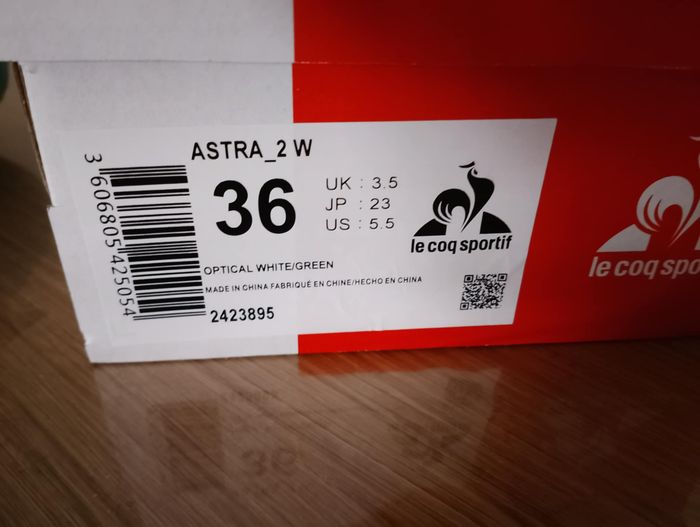 ASTRA_2 W
3 606805 425054
36
UK : 3.5
JP : 23
US : 5.5
le coq sportif
OPTICAL WHITE/GREEN
MADE IN CHINA FABRIQUÉ EN CHINE/HECHO EN CHINA
2423895
le coq spo